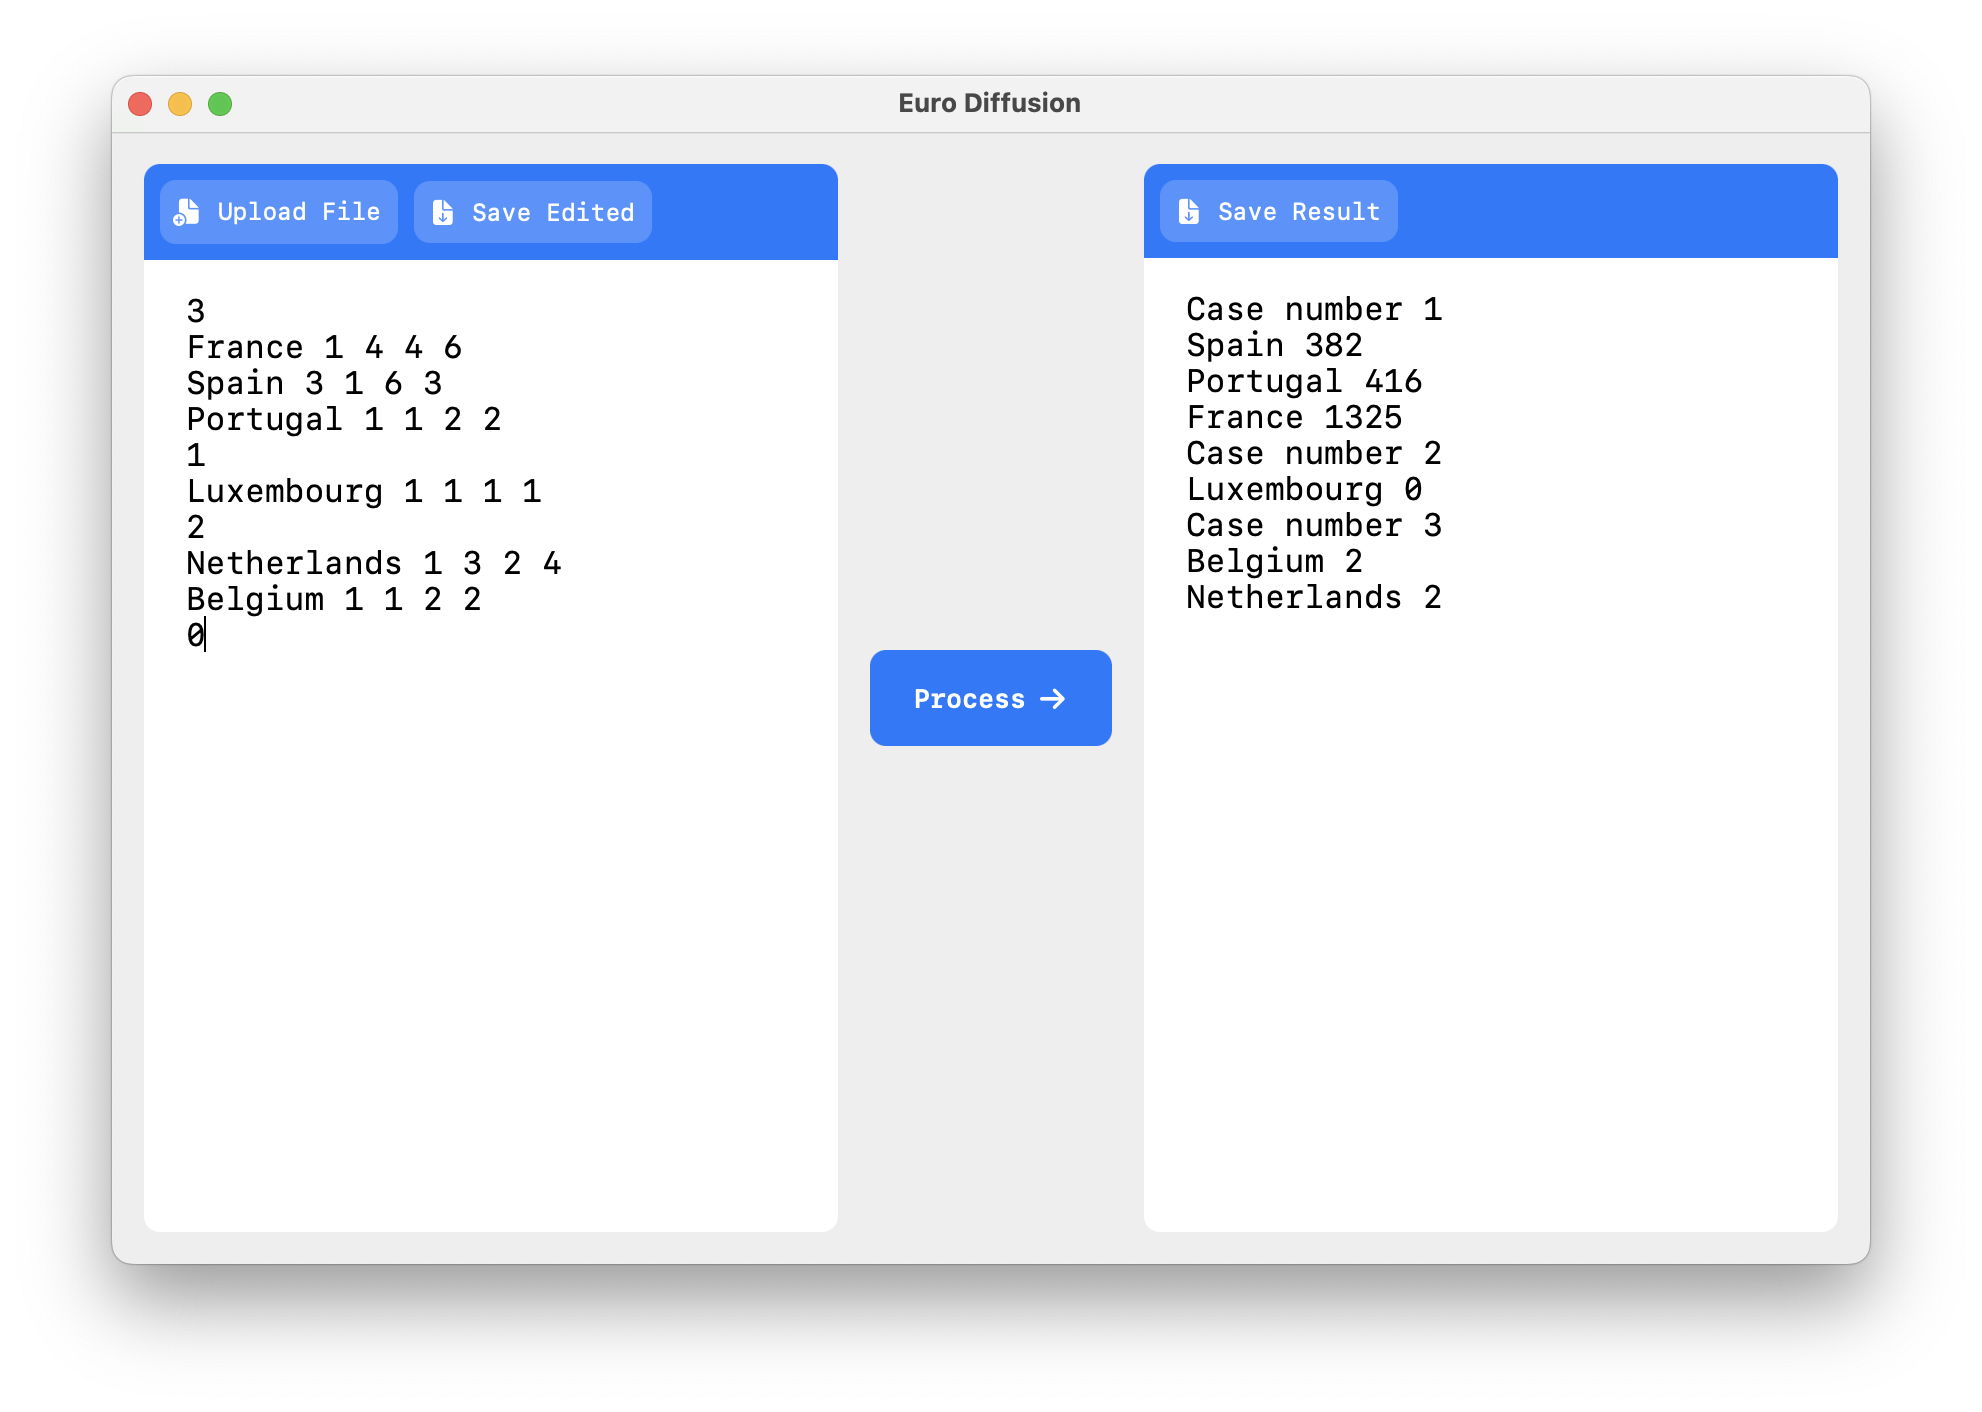 Euro Diffusion
Upload File
Save Edited
3
France 1 4 4 6
Spain 3 1 6 3
Portugal 1 1 2 2
1
Luxembourg 1 1 1 1
2
Netherlands 1 3 2 4
Belgium 1 1 2 2
0
Process →
Save Result
Case number 1
Spain 382
Portugal 416
France 1325
Case number 2
Luxembourg 0
Case number 3
Belgium 2
Netherlands 2